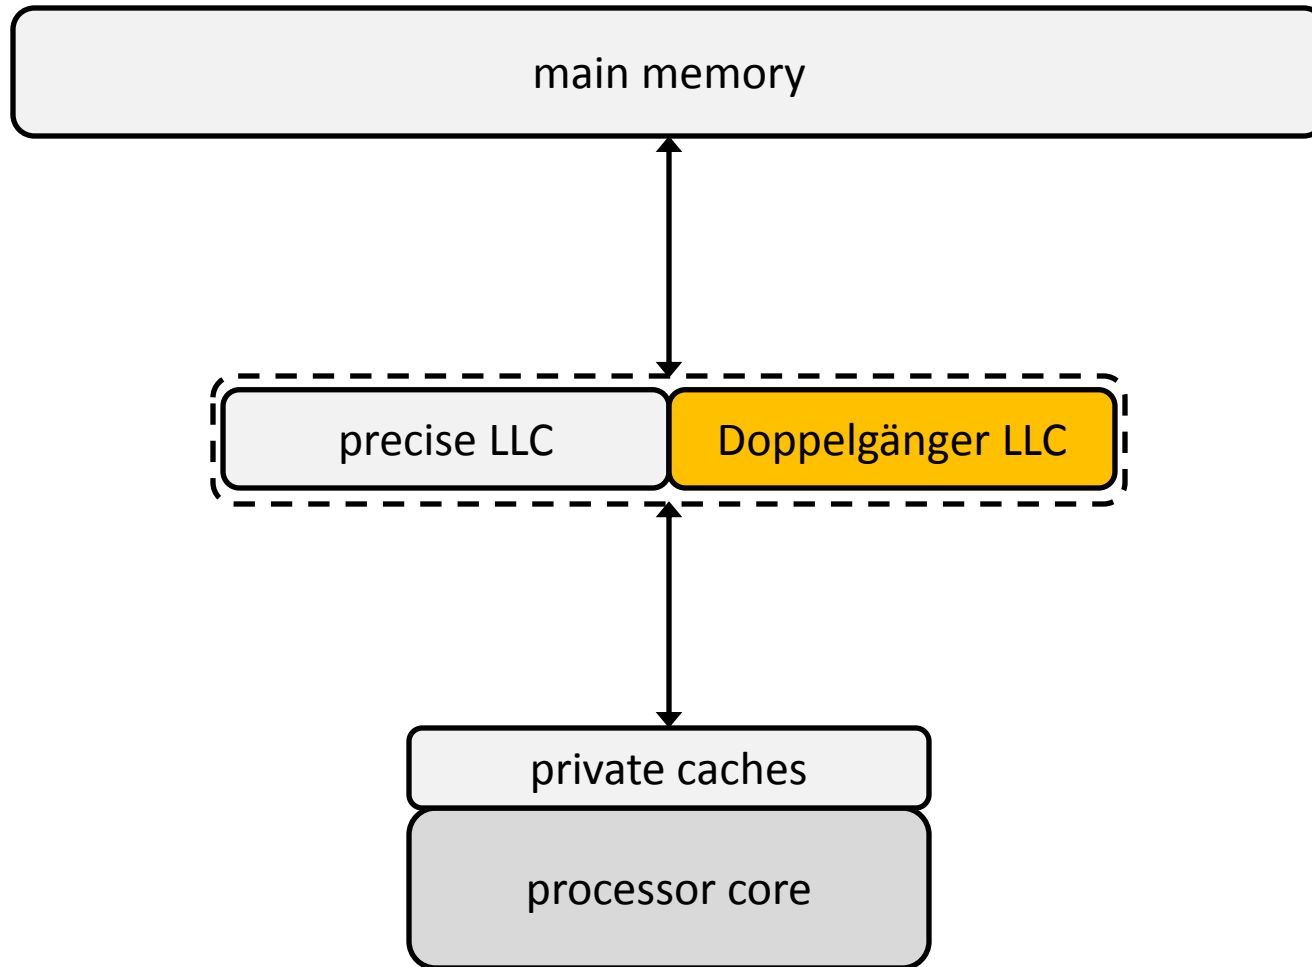 main memory
precise LLC
Doppelgänger LLC
private caches
processor core